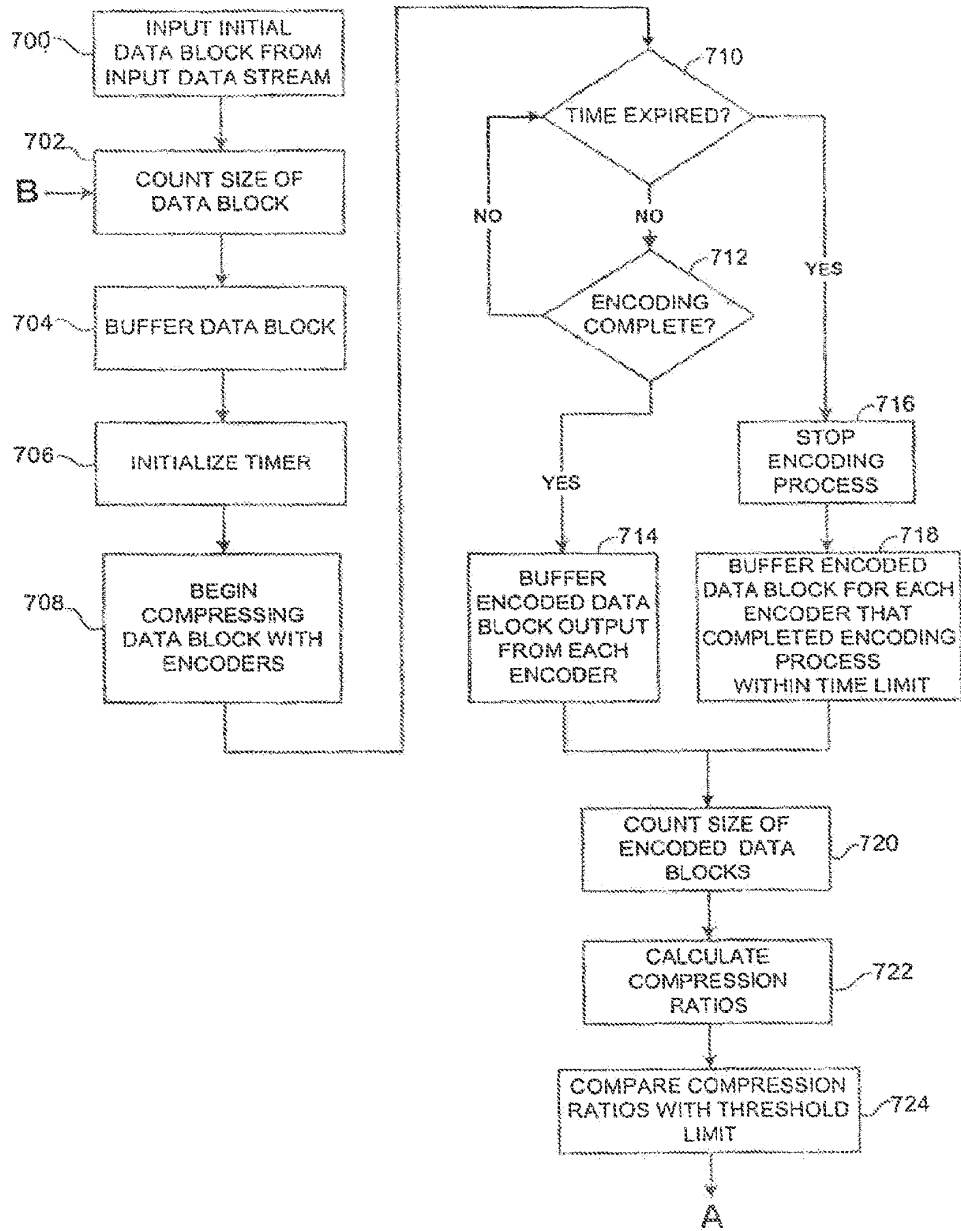 700
INPUT INITIAL
DATA BLOCK FROM
INPUT DATA STREAM
702
B
COUNT SIZE OF
DATA BLOCK
704
BUFFER DATA BLOCK
706
INITIALIZE TIMER
708
BEGIN
COMPRESSING
DATA BLOCK WITH
ENCODERS
710
TIME EXPIRED?
NO
NO
YES
712
ENCODING
COMPLETE?
YES
716
STOP
ENCODING
PROCESS
714
BUFFER
ENCODED DATA
BLOCK OUTPUT
FROM EACH
ENCODER
718
BUFFER ENCODED
DATA BLOCK FOR EACH
ENCODER THAT
COMPLETED ENCODING
PROCESS
WITHIN TIME LIMIT
COUNT SIZE OF
ENCODED DATA
BLOCKS
720
CALCULATE
COMPRESSION
RATIOS
722
COMPARE COMPRESSION
RATIOS WITH THRESHOLD
LIMIT
724
A